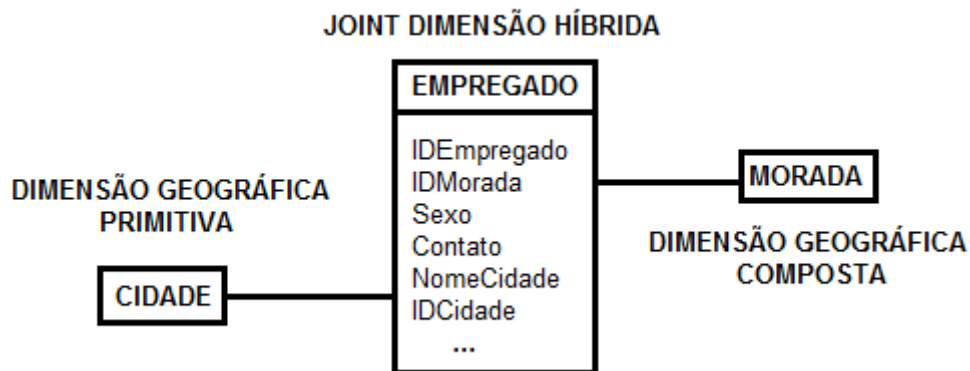 JOINT DIMENSÃO HÍBRIDA
EMPREGADO
IDEmpregado
IDMorada
Sexo
Contato
NomeCidade
IDCidade
...
DIMENSÃO GEOGRÁFICA
PRIMITIVA
CIDADE
MORADA
DIMENSÃO GEOGRÁFICA
COMPOSTA